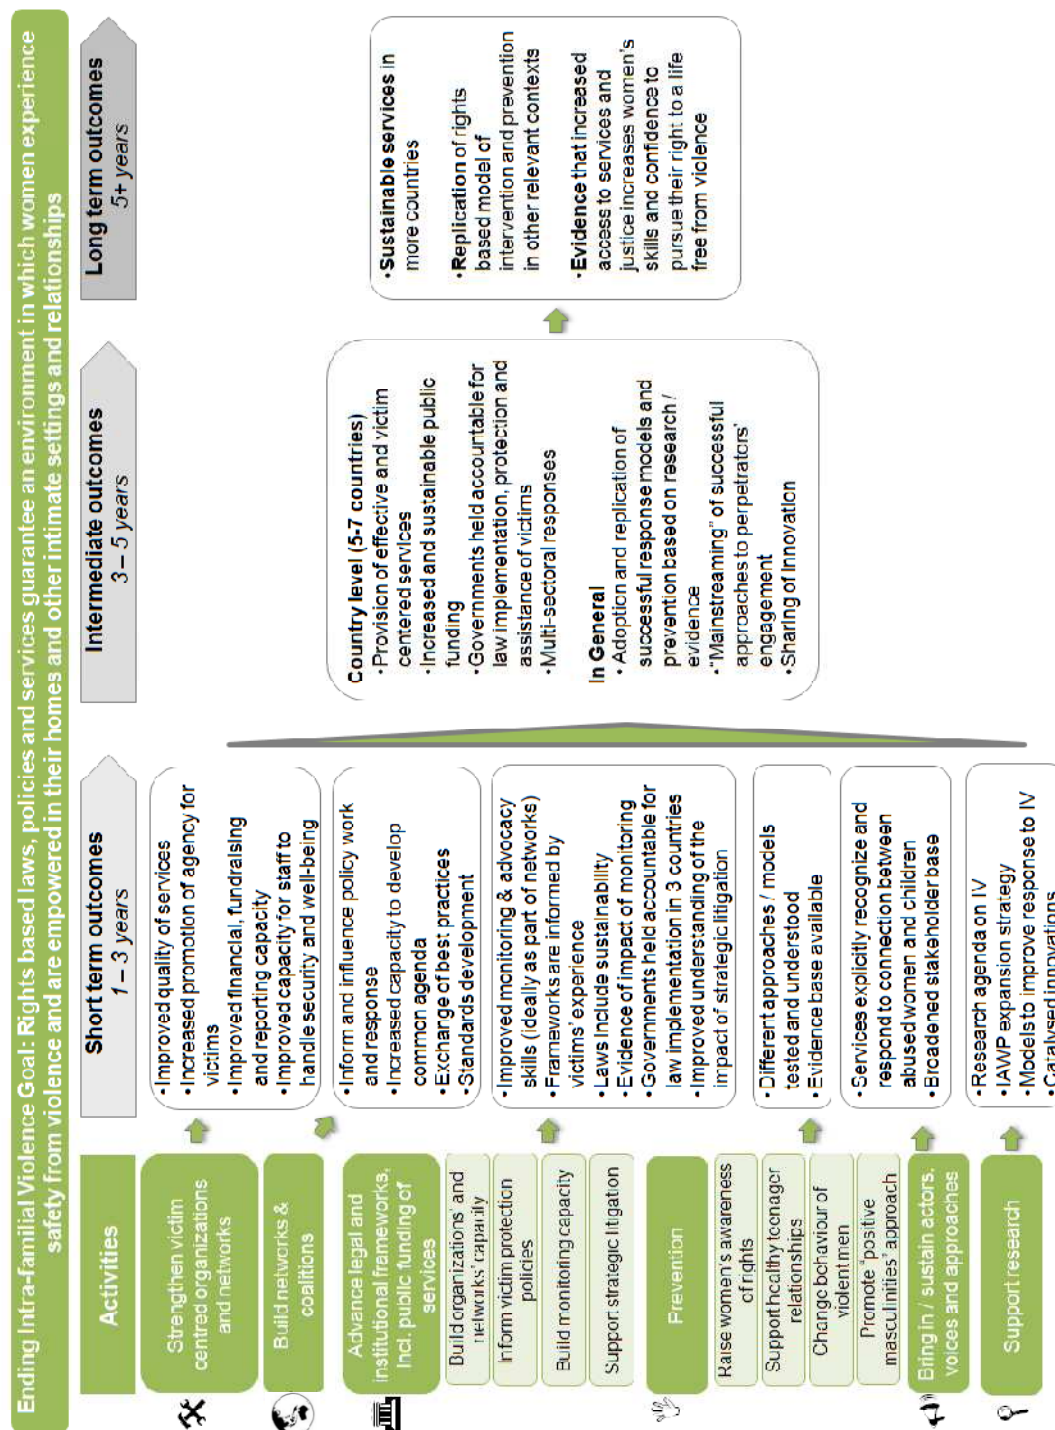 Ending Intra-familial Violence Goal: Rights based laws, policies and services guarantee an environment in which women experience
safety from violence and are empowered in their homes and other intimate settings and relationships
Activities
Short term outcomes
1 – 3 years
Intermediate outcomes
3 – 5 years
Long term outcomes
5+ years
Strengthen victim
centred organizations
and networks
Build networks &
coalitions
Advance legal and
institutional frameworks,
Incl. public funding of
services
Build organizations' and
networks' capacity
Inform victim protection
policies
Build monitoring capacity
Support strategic litigation
Prevention
Raise women's awareness
of rights
Support healthy teenager
relationships
Change behaviour of
violent men
Promote "positive
masculinities' approach
Bring in / sustain actors,
voices and approaches
Support research
• Improved quality of services
• Increased promotion of agency for
victims
• Improved financial, fundraising
and reporting capacity
• Improved capacity for staff to
handle security and well-being
• Inform and influence policy work
and response
• Increased capacity to develop
common agenda
• Exchange of best practices
• Standards development
• Improved monitoring & advocacy
skills (ideally as part of networks)
• Frameworks are informed by
victims' experience
• Laws include sustainability
• Evidence of impact of monitoring
• Governments held accountable for
law implementation in 3 countries
• Improved understanding of the
impact of strategic litigation
• Different approaches / models
tested and understood
• Evidence base available
• Services explicitly recognize and
respond to connection between
abused women and children
• Broadened stakeholder base
• Research agenda on IV
• IAWP expansion strategy
• Models to improve response to IV
• Catalysed innovations
Country level (5-7 countries)
• Provision of effective and victim
centered services
• Increased and sustainable public
funding
• Governments held accountable for
law implementation, protection and
assistance of victims
• Multi-sectoral responses
In General
• Adoption and replication of
successful response models and
prevention based on research /
evidence
• "Mainstreaming" of successful
approaches to perpetrators'
engagement
• Sharing of Innovation
• Sustainable services in
more countries
• Replication of rights
based model of
intervention and prevention
in other relevant contexts
• Evidence that increased
access to services and
justice increases women's
skills and confidence to
pursue their right to a life
free from violence